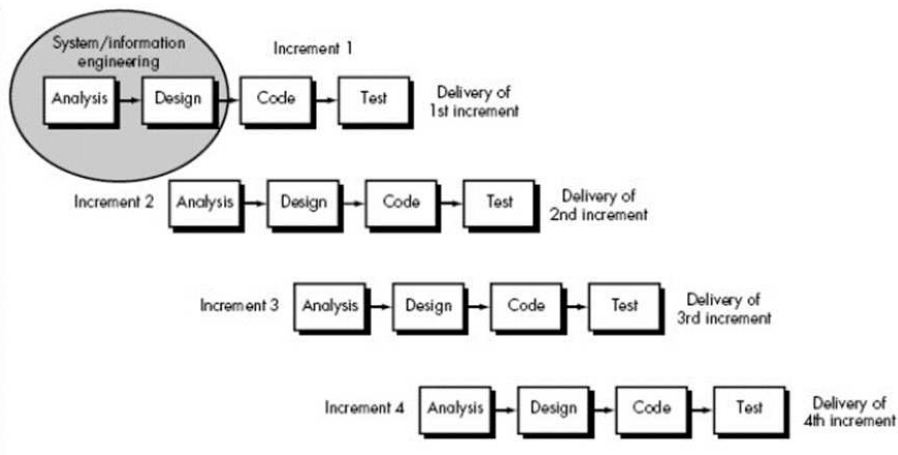 System/information
engineering
Increment 1
Analysis
Design
Code
Test
Delivery of
1st increment
Increment 2
Analysis
Design
Code
Test
Delivery of
2nd increment
Increment 3
Analysis
Design
Code
Test
Delivery of
3rd increment
Increment 4
Analysis
Design
Code
Test
Delivery of
4th increment